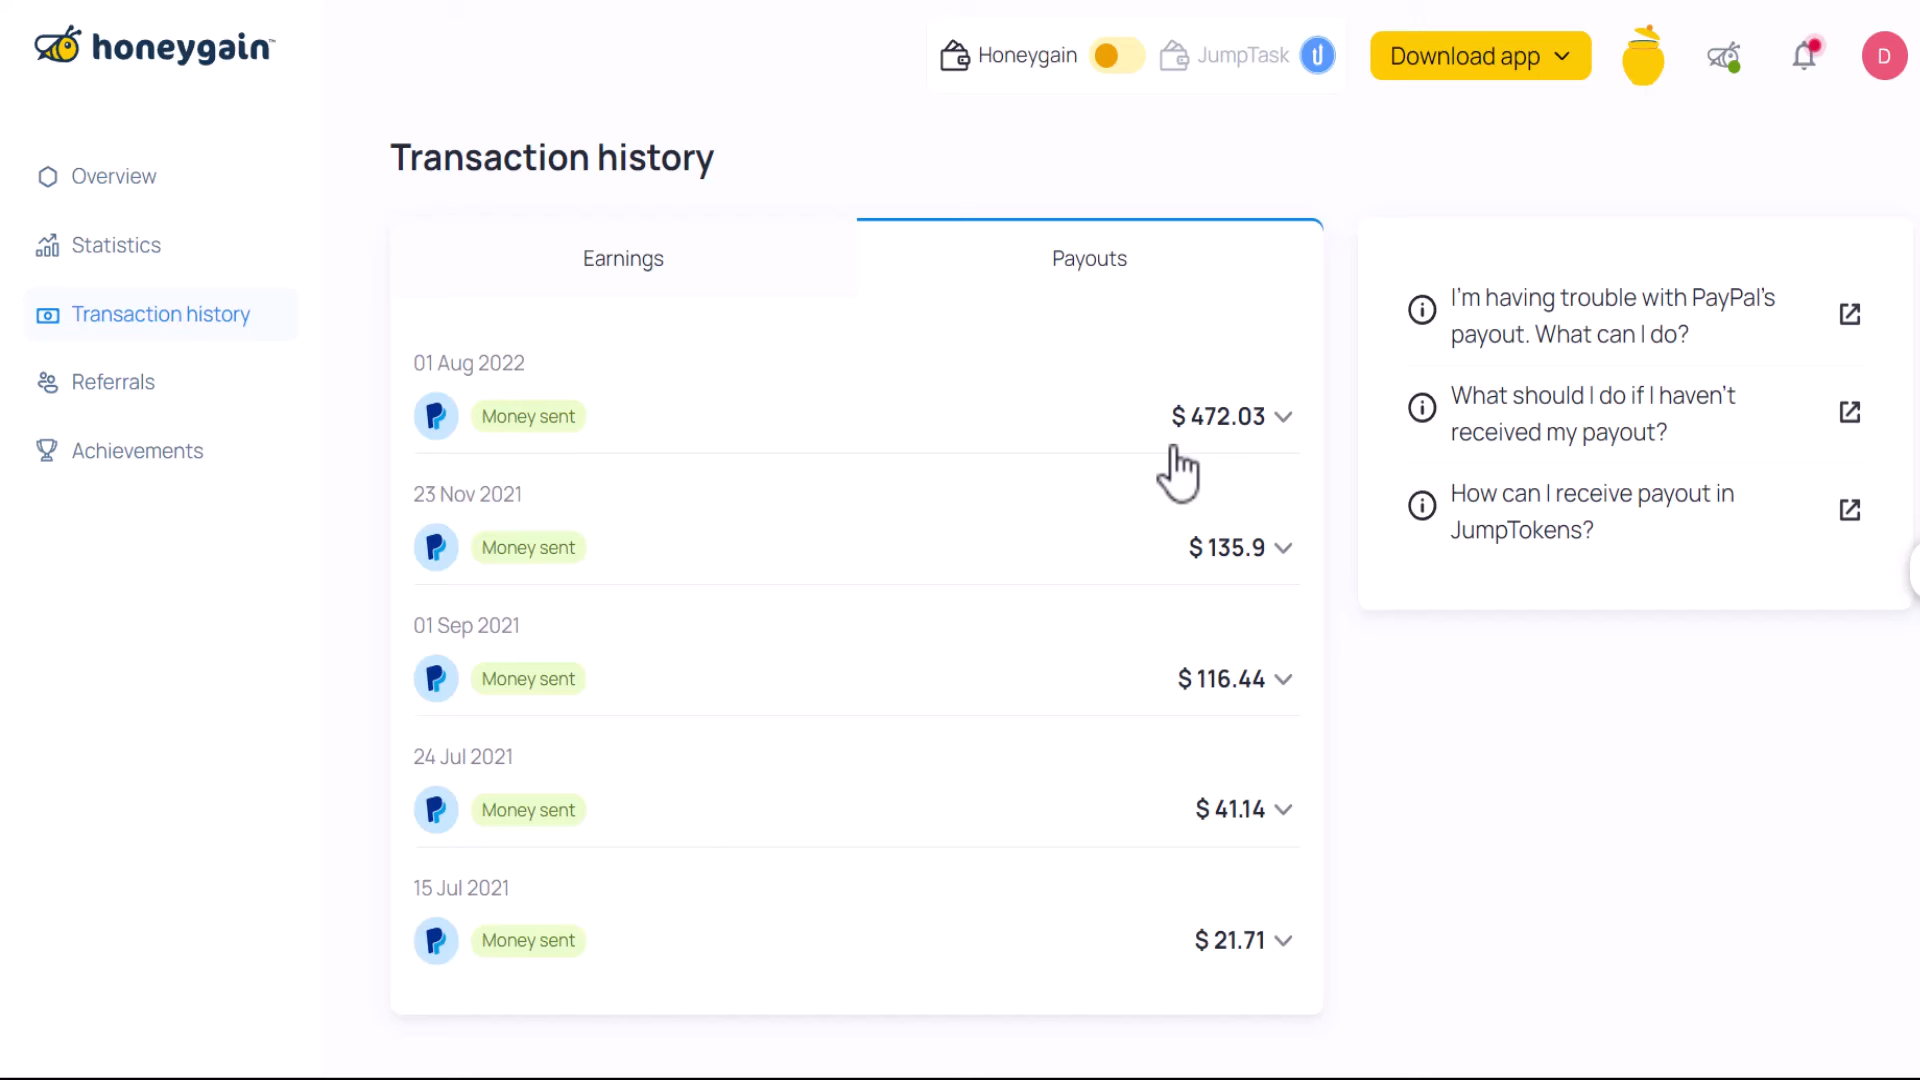 honeygain™
Honeygain
JumpTask
Download app
D
Overview
Statistics
Transaction history
Referrals
Achievements
Transaction history
Earnings
Payouts
01 Aug 2022
Money sent
$ 472.03
23 Nov 2021
Money sent
$ 135.9
01 Sep 2021
Money sent
$ 116.44
24 Jul 2021
Money sent
$ 41.14
15 Jul 2021
Money sent
$ 21.71
I'm having trouble with PayPal's
payout. What can I do?
What should I do if I haven't
received my payout?
How can I receive payout in
JumpTokens?